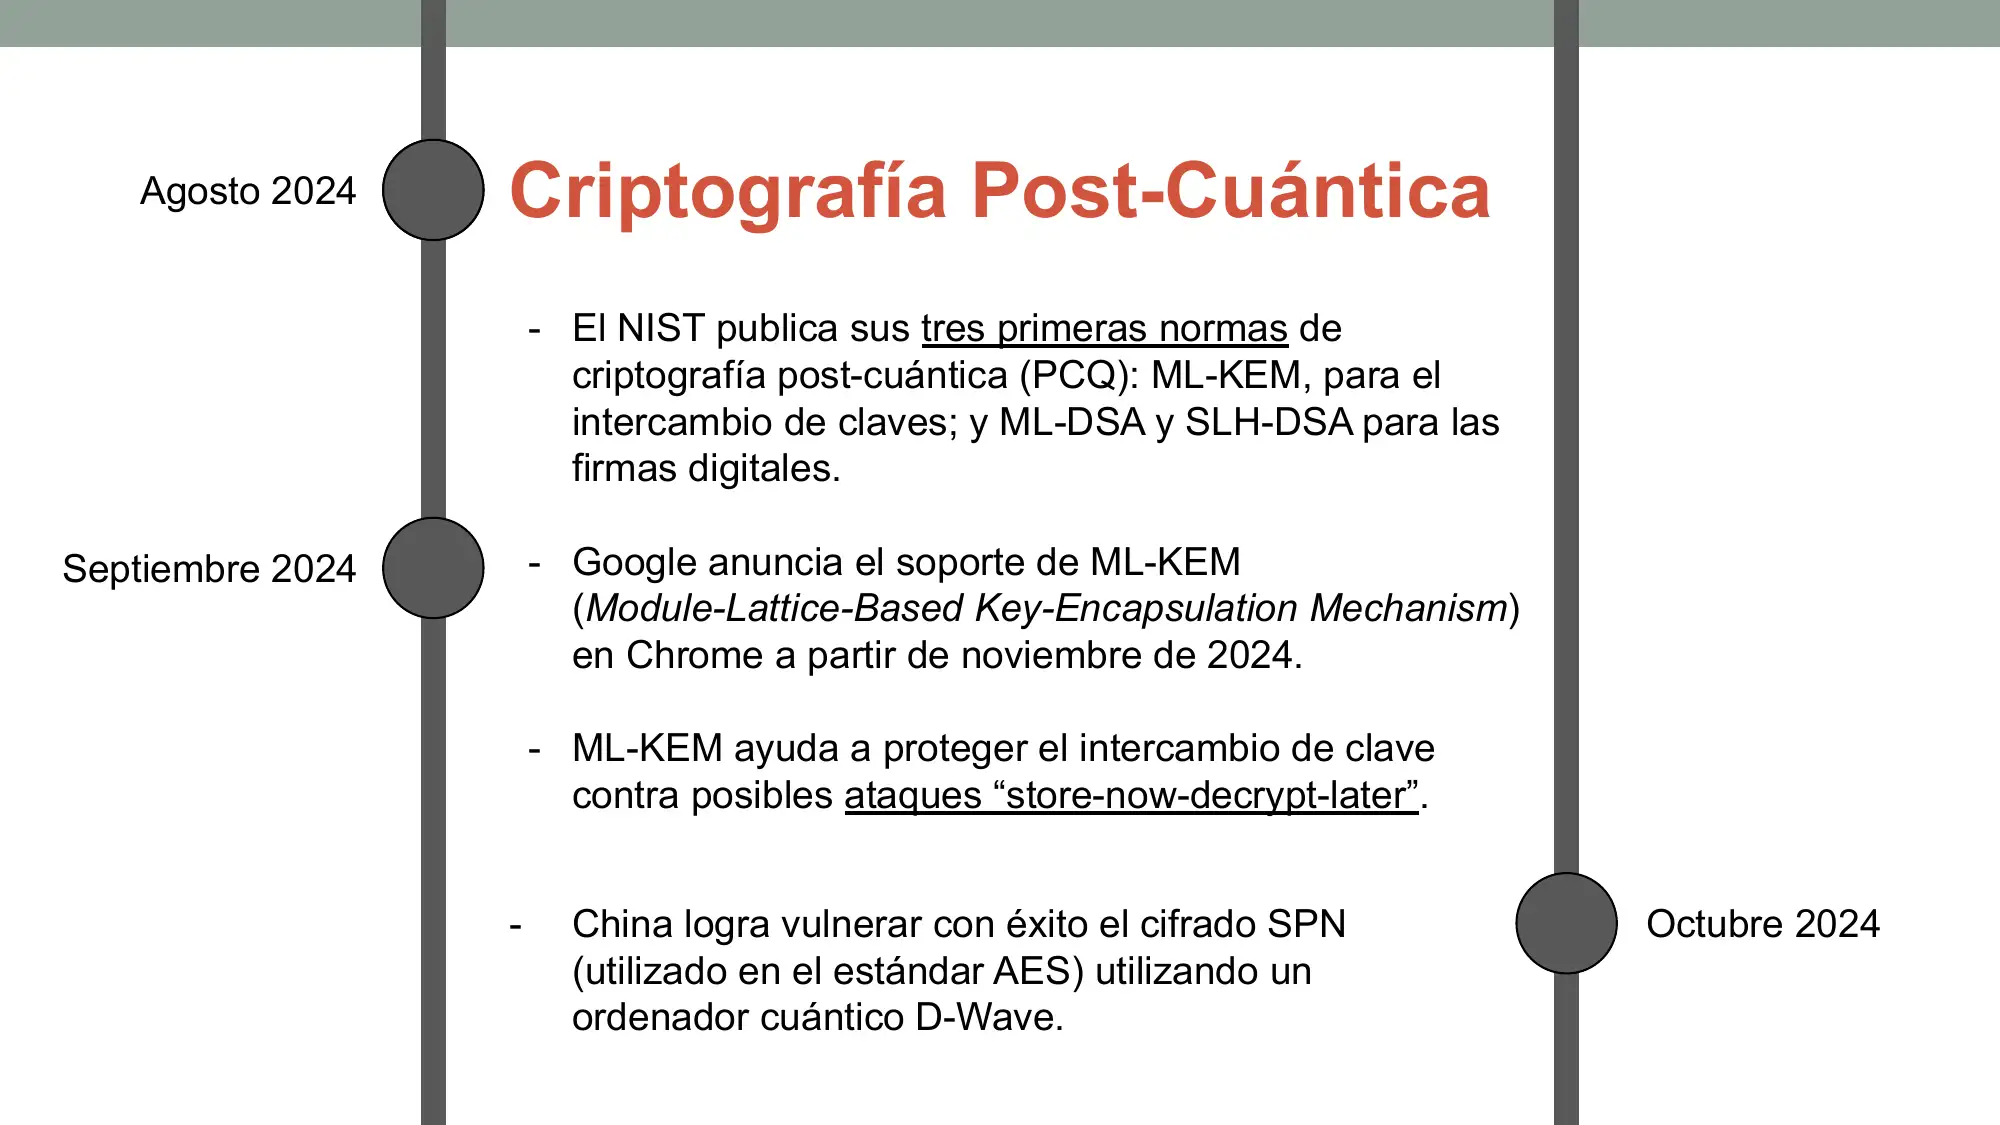 Agosto 2024
Criptografía Post-Cuántica
- El NIST publica sus tres primeras normas de
criptografía post-cuántica (PCQ): ML-KEM, para el
intercambio de claves; y ML-DSA y SLH-DSA para las
firmas digitales.
Septiembre 2024
- Google anuncia el soporte de ML-KEM
(Module-Lattice-Based Key-Encapsulation Mechanism)
en Chrome a partir de noviembre de 2024.
- ML-KEM ayuda a proteger el intercambio de clave
contra posibles ataques “store-now-decrypt-later”.
- China logra vulnerar con éxito el cifrado SPN
(utilizado en el estándar AES) utilizando un
ordenador cuántico D-Wave.
Octubre 2024